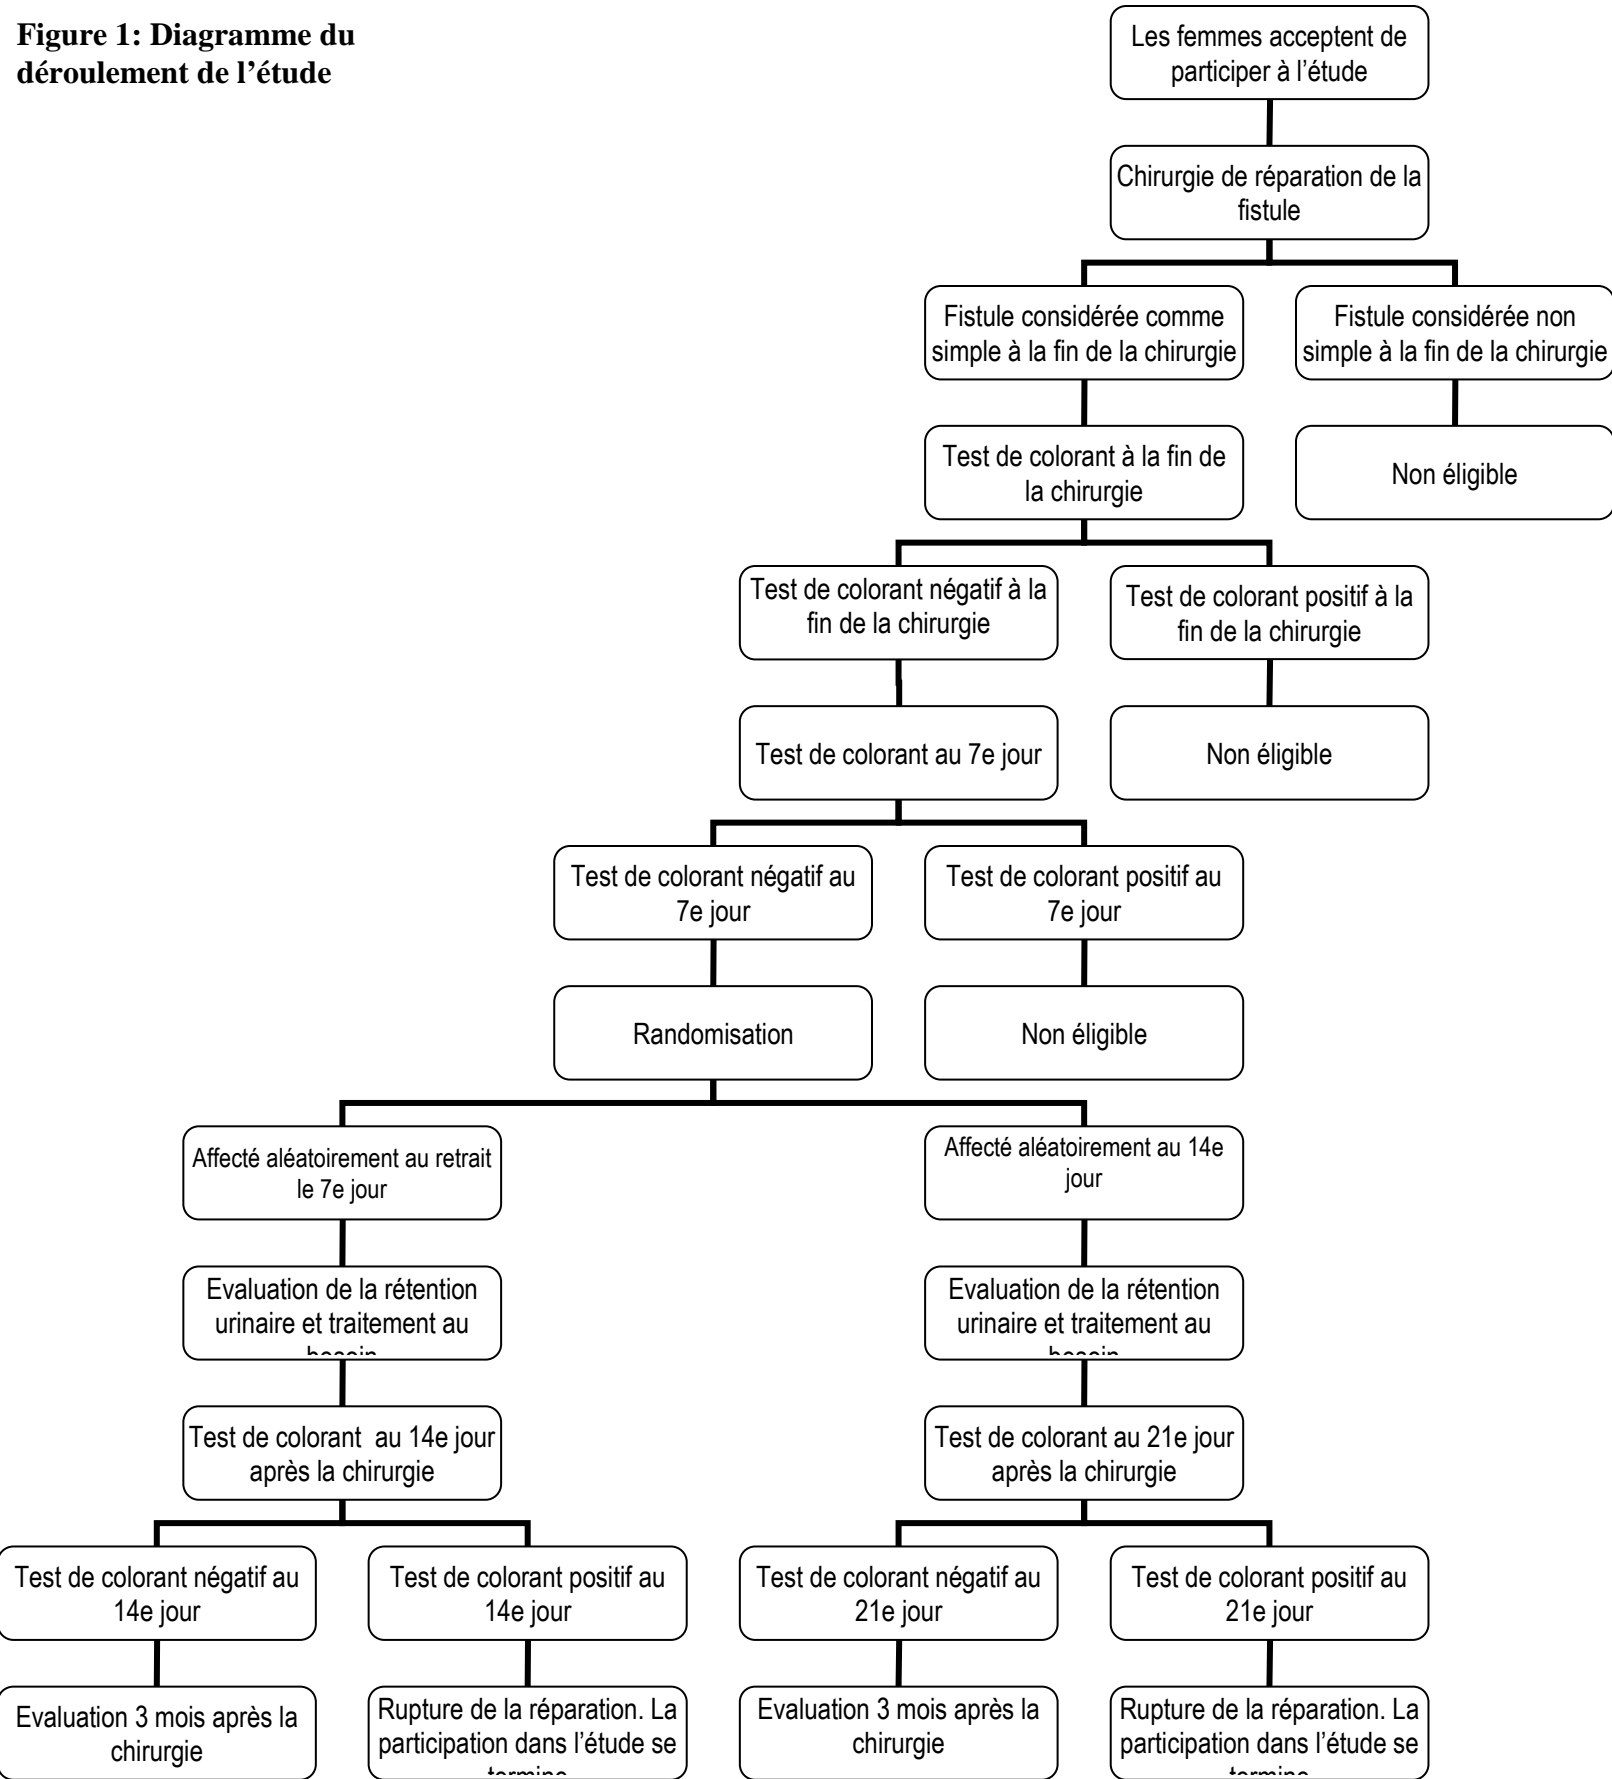 Figure 1: Diagramme du
déroulement de l’étude
Les femmes acceptent de
participer à l’étude
Chirurgie de réparation de la
fistule
Fistule considérée comme
simple à la fin de la chirurgie
Fistule considérée non
simple à la fin de la chirurgie
Test de colorant à la fin de
la chirurgie
Non éligible
Test de colorant négatif à la
fin de la chirurgie
Test de colorant positif à la
fin de la chirurgie
Test de colorant au 7e jour
Non éligible
Test de colorant négatif au
7e jour
Test de colorant positif au
7e jour
Randomisation
Non éligible
Affecté aléatoirement au retrait
le 7e jour
Affecté aléatoirement au 14e
jour
Evaluation de la rétention
urinaire et traitement au
besoin
Evaluation de la rétention
urinaire et traitement au
besoin
Test de colorant  au 14e jour
après la chirurgie
Test de colorant au 21e jour
après la chirurgie
Test de colorant négatif au
14e jour
Test de colorant positif au
14e jour
Test de colorant négatif au
21e jour
Test de colorant positif au
21e jour
Evaluation 3 mois après la
chirurgie
Rupture de la réparation. La
participation dans l’étude se
termine
Evaluation 3 mois après la
chirurgie
Rupture de la réparation. La
participation dans l’étude se
termine